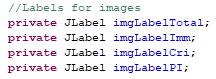 //Labels for images
private JLabel imgLabelTotal;
private JLabel imgLabelImm;
private JLabel imgLabelCri;
private JLabel imgLabelPI;